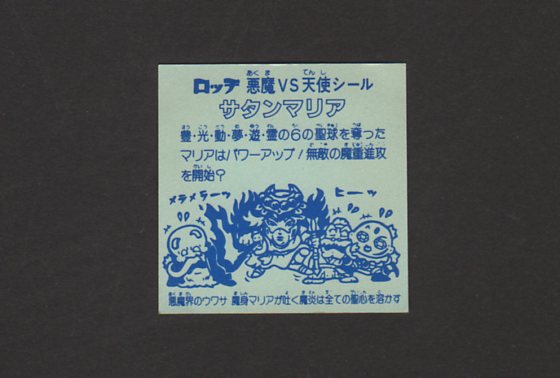 ロッチ 悪魔VS天使シール
サタンマリア
豊・光・動・夢・遊・霊の6の聖球を奪った
マリアはパワーアップ!無敵の魔重進攻
を開始?
メラメラーッ
ヒーッ
悪魔界のウワサ 魔身マリアが吐く魔炎は全ての聖心を溶かす